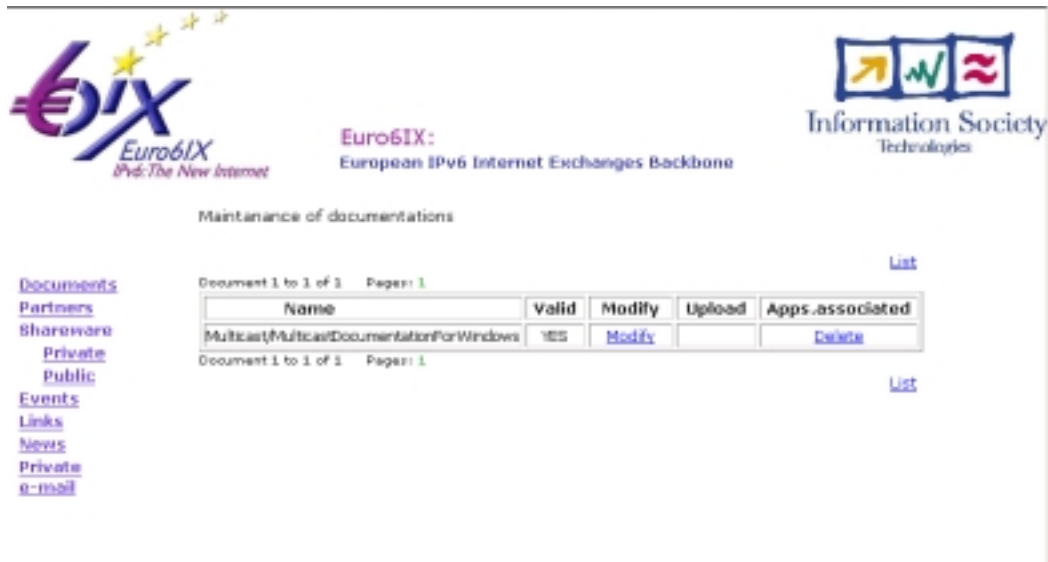 6IX
Euro6IX
IPv6: The New Internet
Euro6IX:
European IPv6 Internet Exchanges Backbone
Information Society
Technologies
Maintanance of documentations
List
Document 1 to 1 of 1 Pages: 1
Name Valid Modify Upload Apps.associated
Multicast/MulticastDocumentationForWindows YES Modify Delete
Document 1 to 1 of 1 Pages: 1
List
Documents
Partners
Shareware
Private
Public
Events
Links
News
Private
e-mail